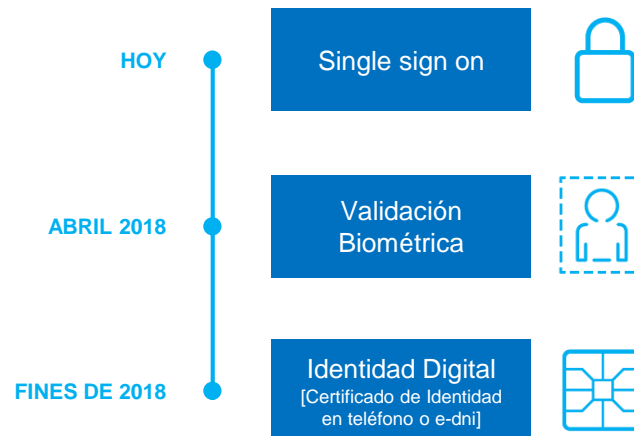 HOY
Single sign on
ABRIL 2018
Validación
Biométrica
FINES DE 2018
Identidad Digital
[Certificado de Identidad
en teléfono o e-dni]